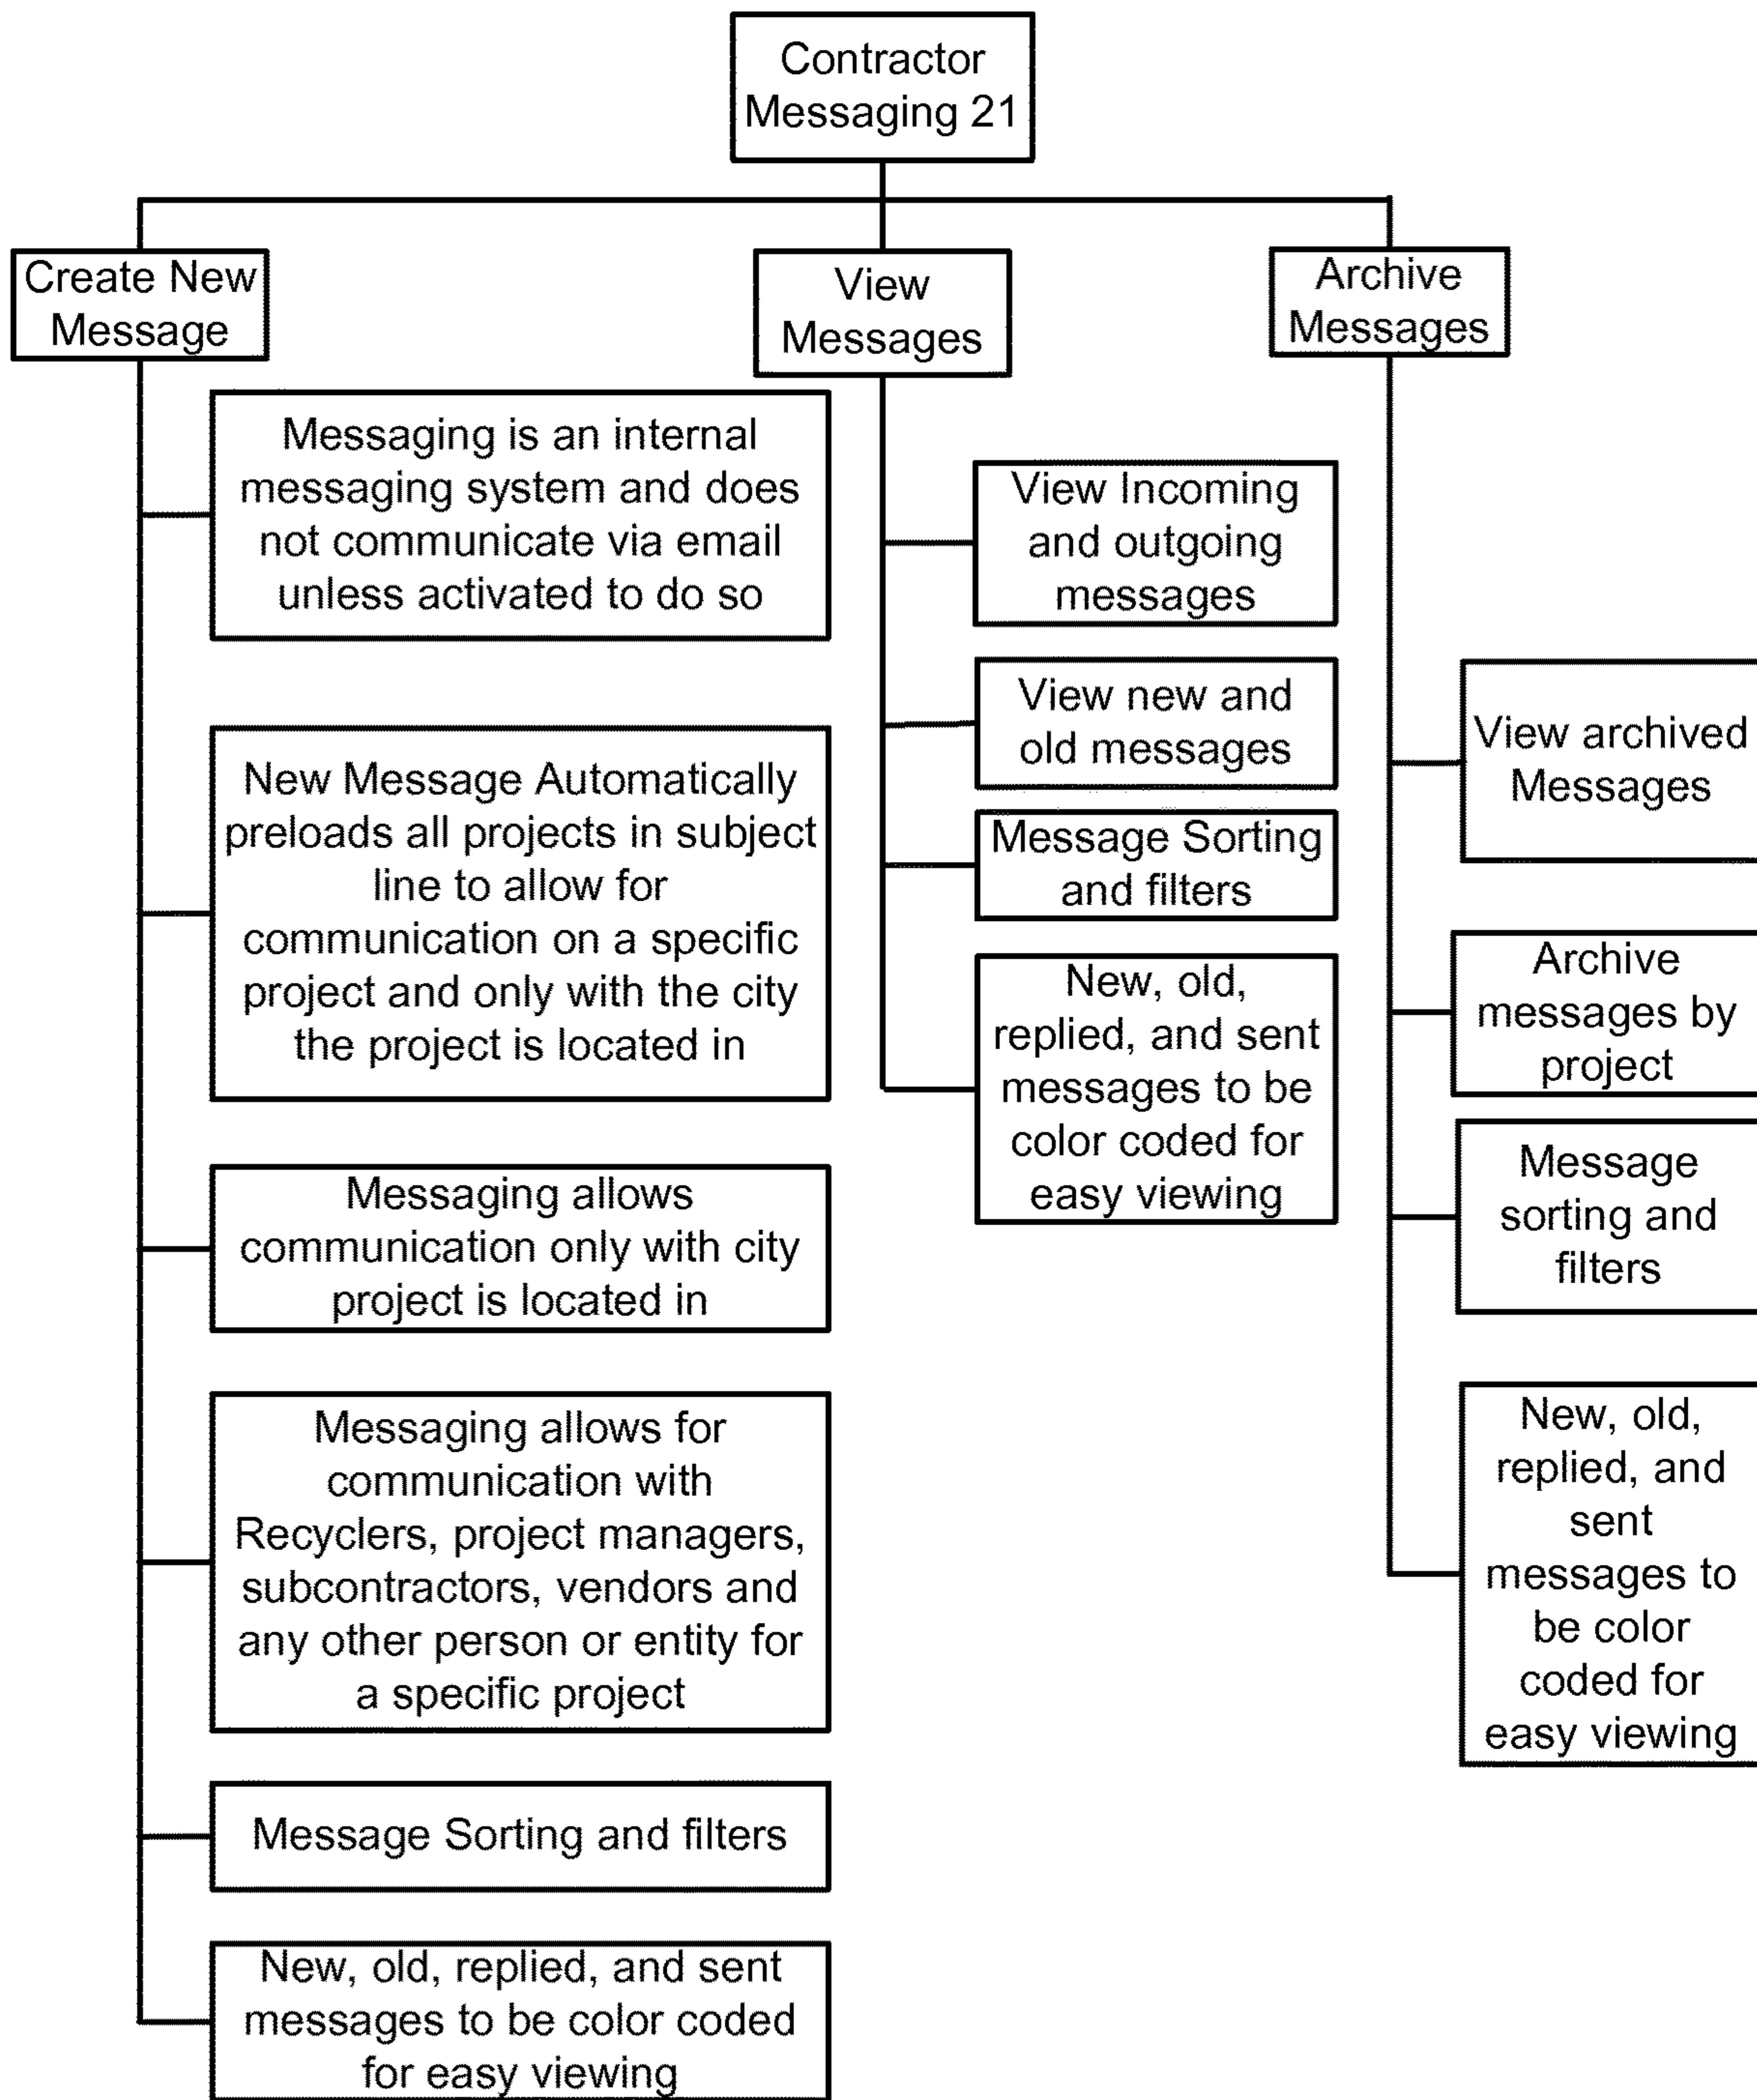 Contractor
Messaging 21
Create New
Message
Messaging is an internal
messaging system and does
not communicate via email
unless activated to do so
New Message Automatically
preloads all projects in subject
line to allow for
communication on a specific
project and only with the city
the project is located in
Messaging allows
communication only with city
project is located in
Messaging allows for
communication with
Recyclers, project managers,
subcontractors, vendors and
any other person or entity for
a specific project
Message Sorting and filters
New, old, replied, and sent
messages to be color coded
for easy viewing
View
Messages
View Incoming
and outgoing
messages
View new and
old messages
Message Sorting
and filters
New, old,
replied, and sent
messages to be
color coded for
easy viewing
Archive
Messages
View archived
Messages
Archive
messages by
project
Message
sorting and
filters
New, old,
replied, and
sent
messages to
be color
coded for
easy viewing